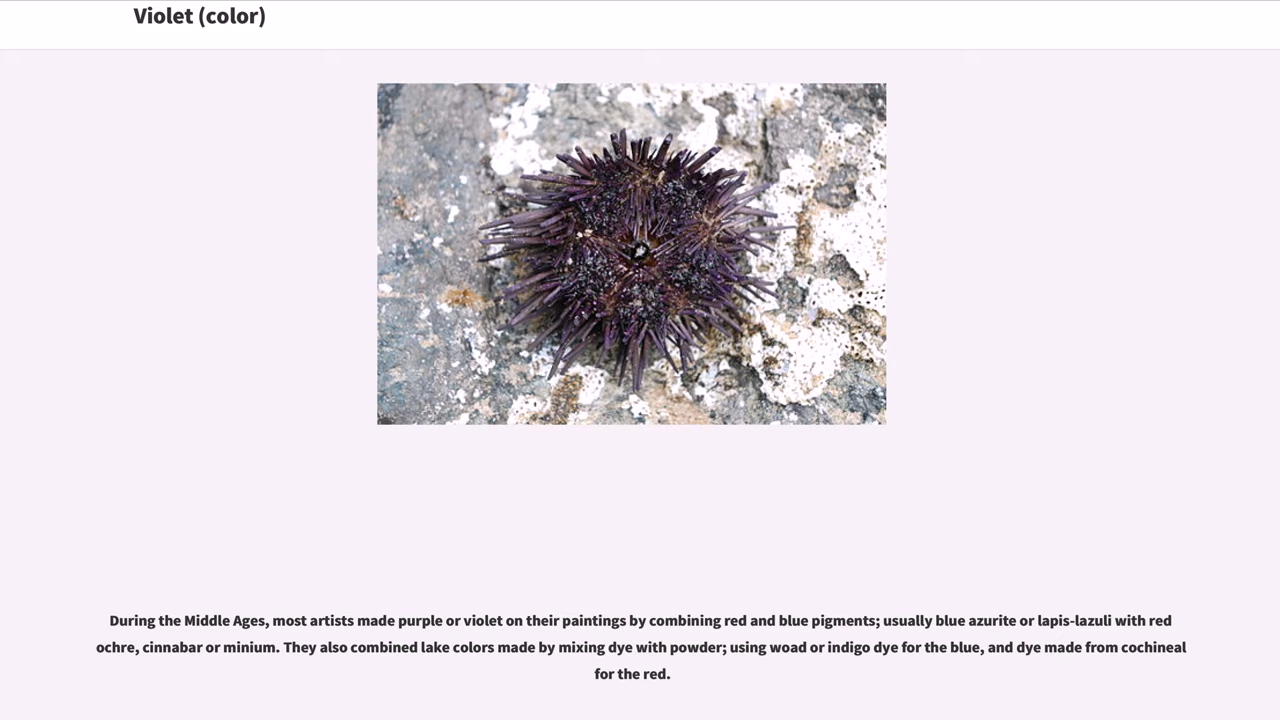 Violet (color)
During the Middle Ages, most artists made purple or violet on their paintings by combining red and blue pigments; usually blue azurite or lapis-lazuli with red
ochre, cinnabar or minium. They also combined lake colors made by mixing dye with powder; using woad or indigo dye for the blue, and dye made from cochineal
for the red.